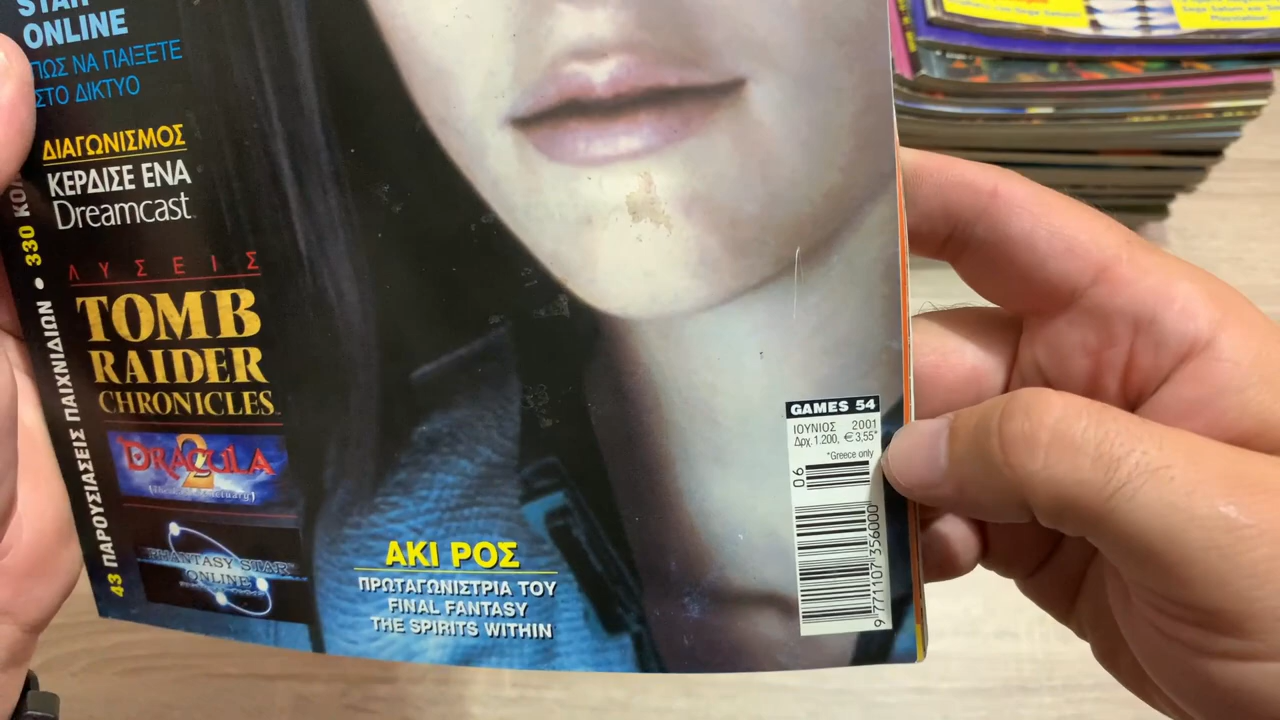 STAR
ONLINE
ΠΩΣ ΝΑ ΠΑΙΞΕΤΕ
ΣΤΟ ΔΙΚΤΥΟ
ΔΙΑΓΩΝΙΣΜΟΣ
ΚΕΡΔΙΣΕ ΕΝΑ
Dreamcast
ΛΥΣΕΙΣ
TOMB
RAIDER
CHRONICLES
DRACULA
2
PHANTASY STAR
ONLINE
43 ΠΑΡΟΥΣΙΑΣΕΙΣ ΠΑΙΧΝΙΔΙΩΝ • 330
ΑΚΙ ΡΟΣ
ΠΡΩΤΑΓΩΝΙΣΤΡΙΑ ΤΟΥ
FINAL FANTASY
THE SPIRITS WITHIN
GAMES 54
ΙΟΥΝΙΟΣ 2001
Δρχ. 1.200, €3,55*
*Greece only
06
9 771107 356000